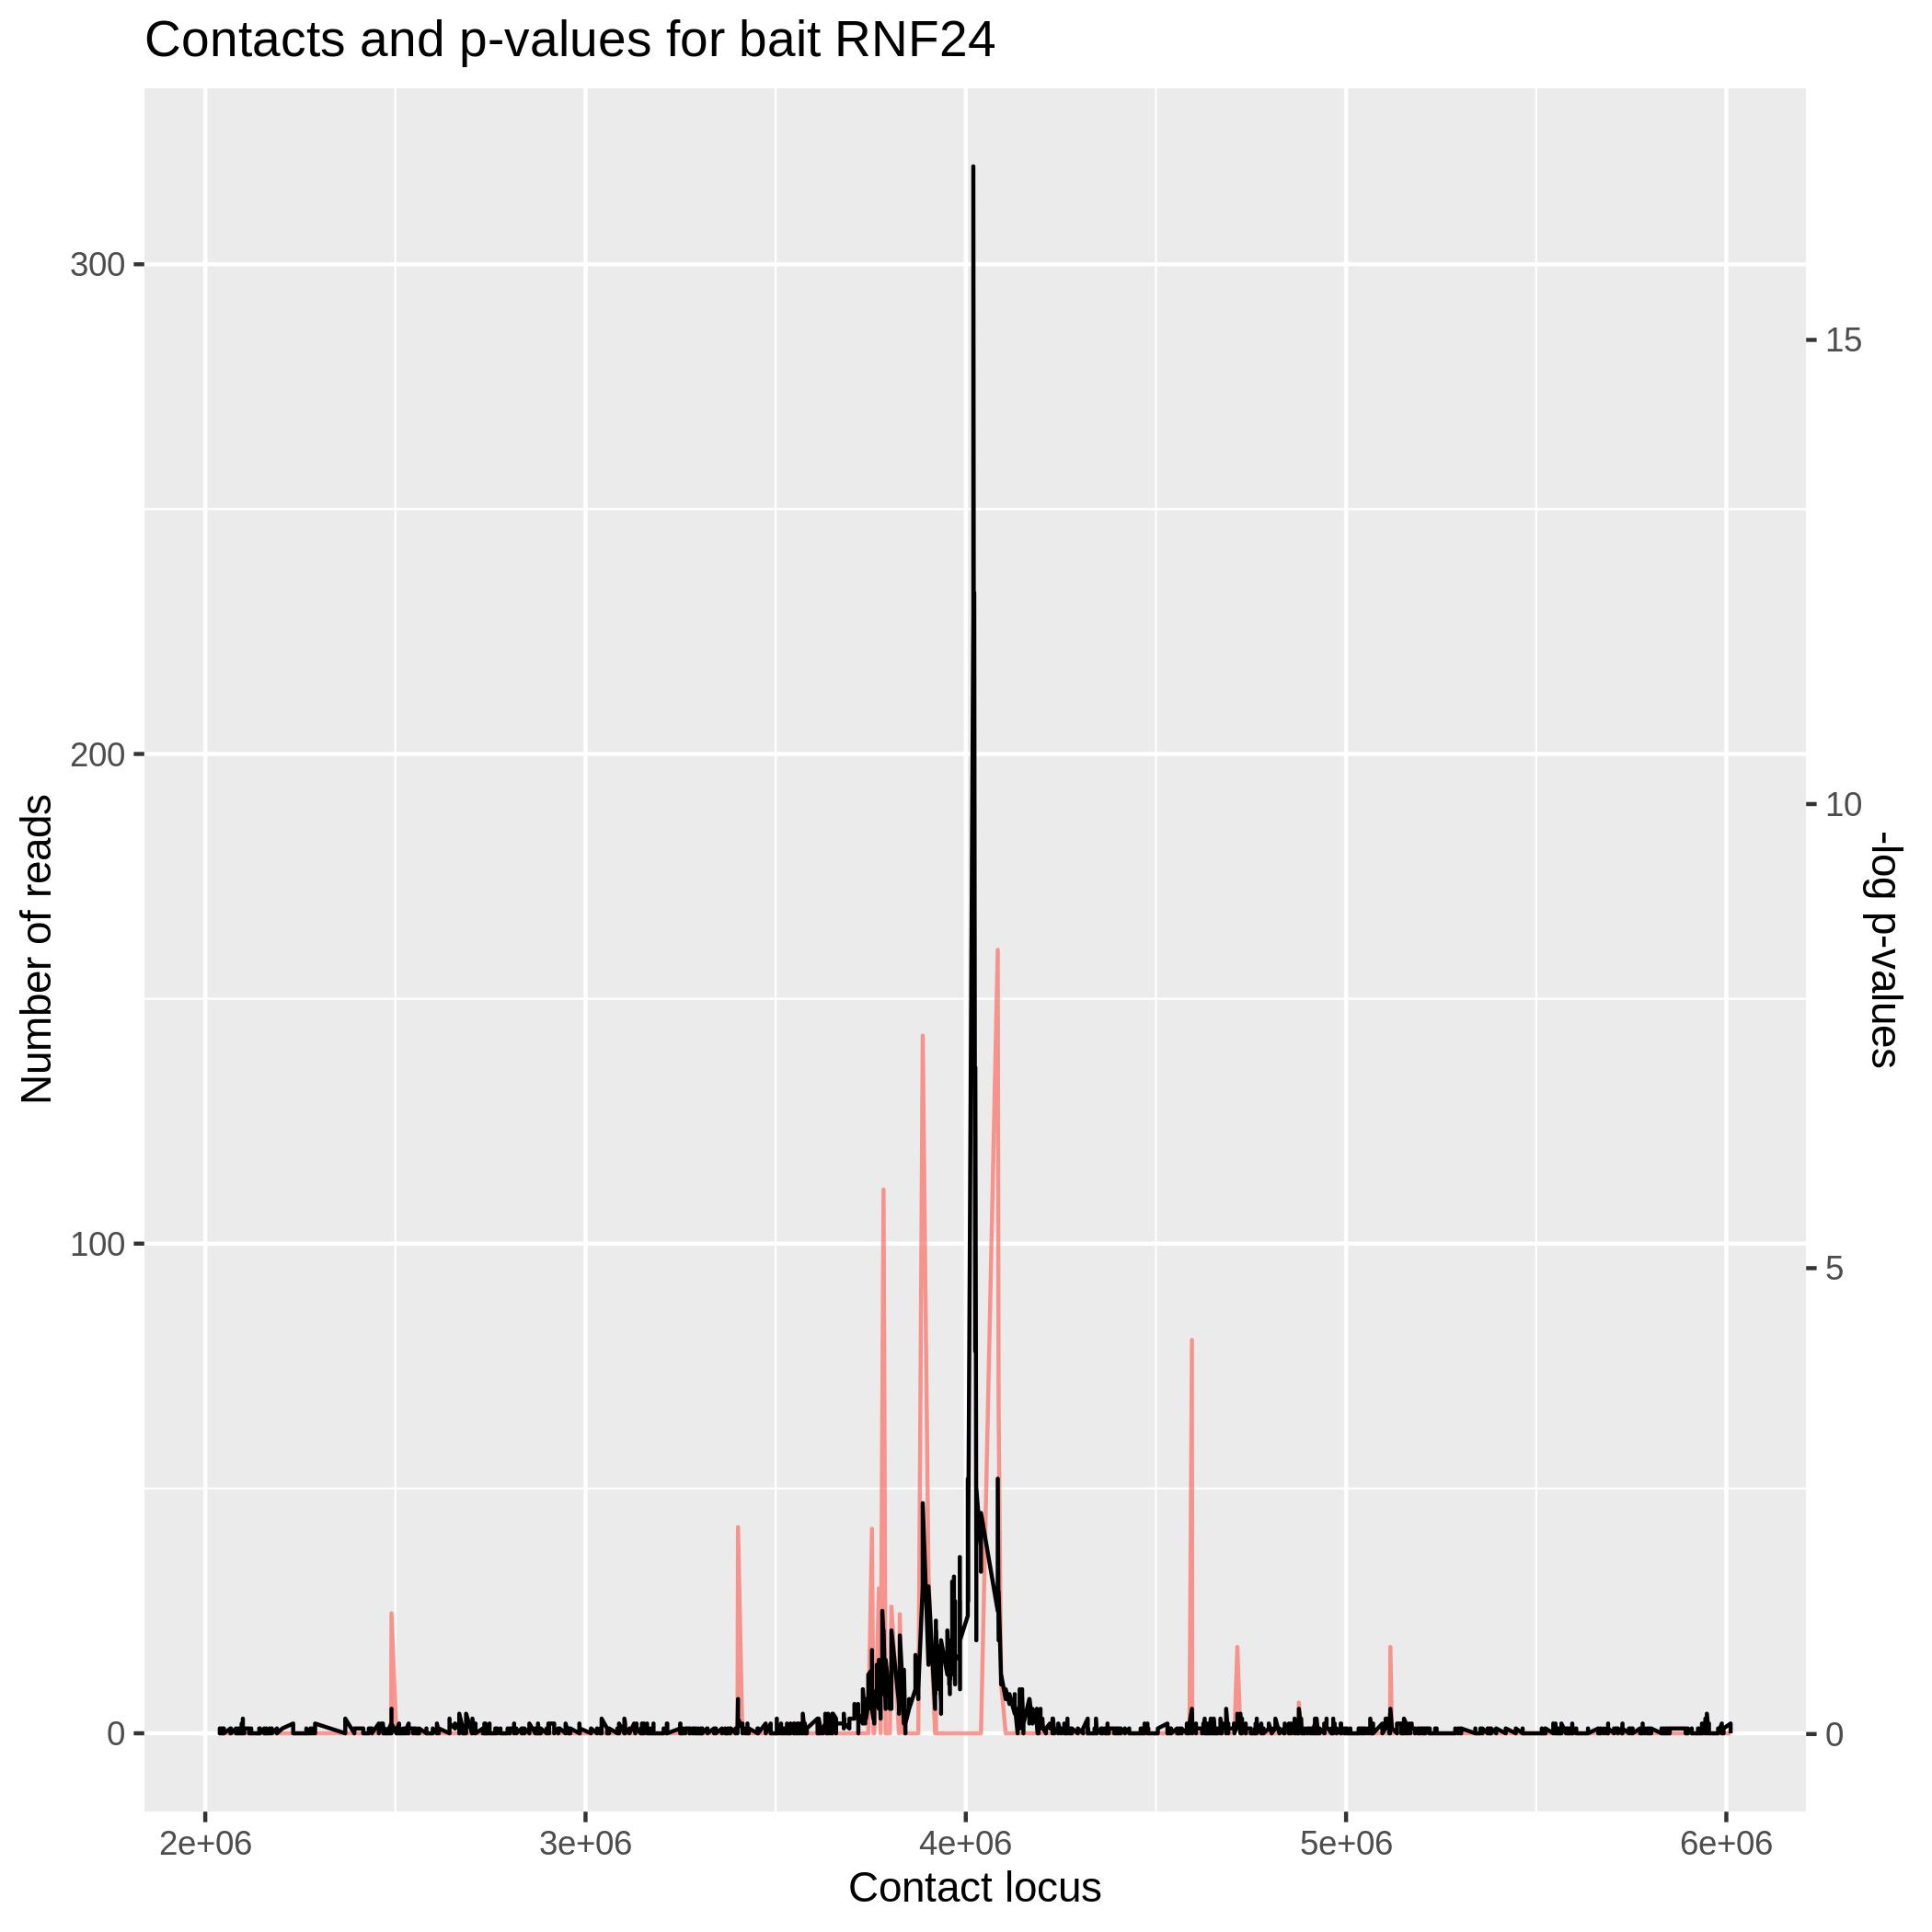 Contacts and p-values for bait RNF24
Number of reads
300
200
100
0
15
10
5
0
-log p-values
2e+06 3e+06 4e+06 5e+06 6e+06
Contact locus